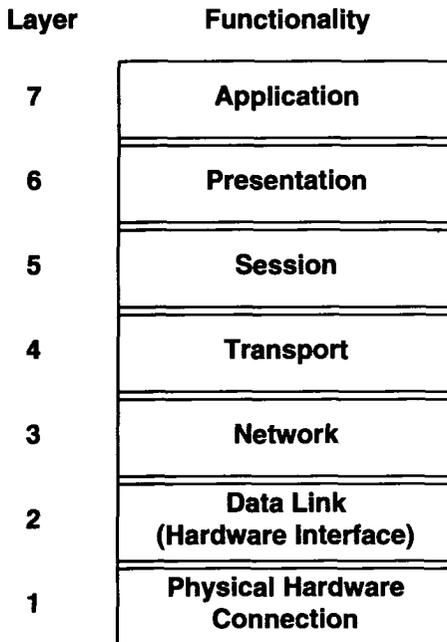 Layer Functionality
7 Application
6 Presentation
5 Session
4 Transport
3 Network
2 Data Link
(Hardware Interface)
1 Physical Hardware
Connection